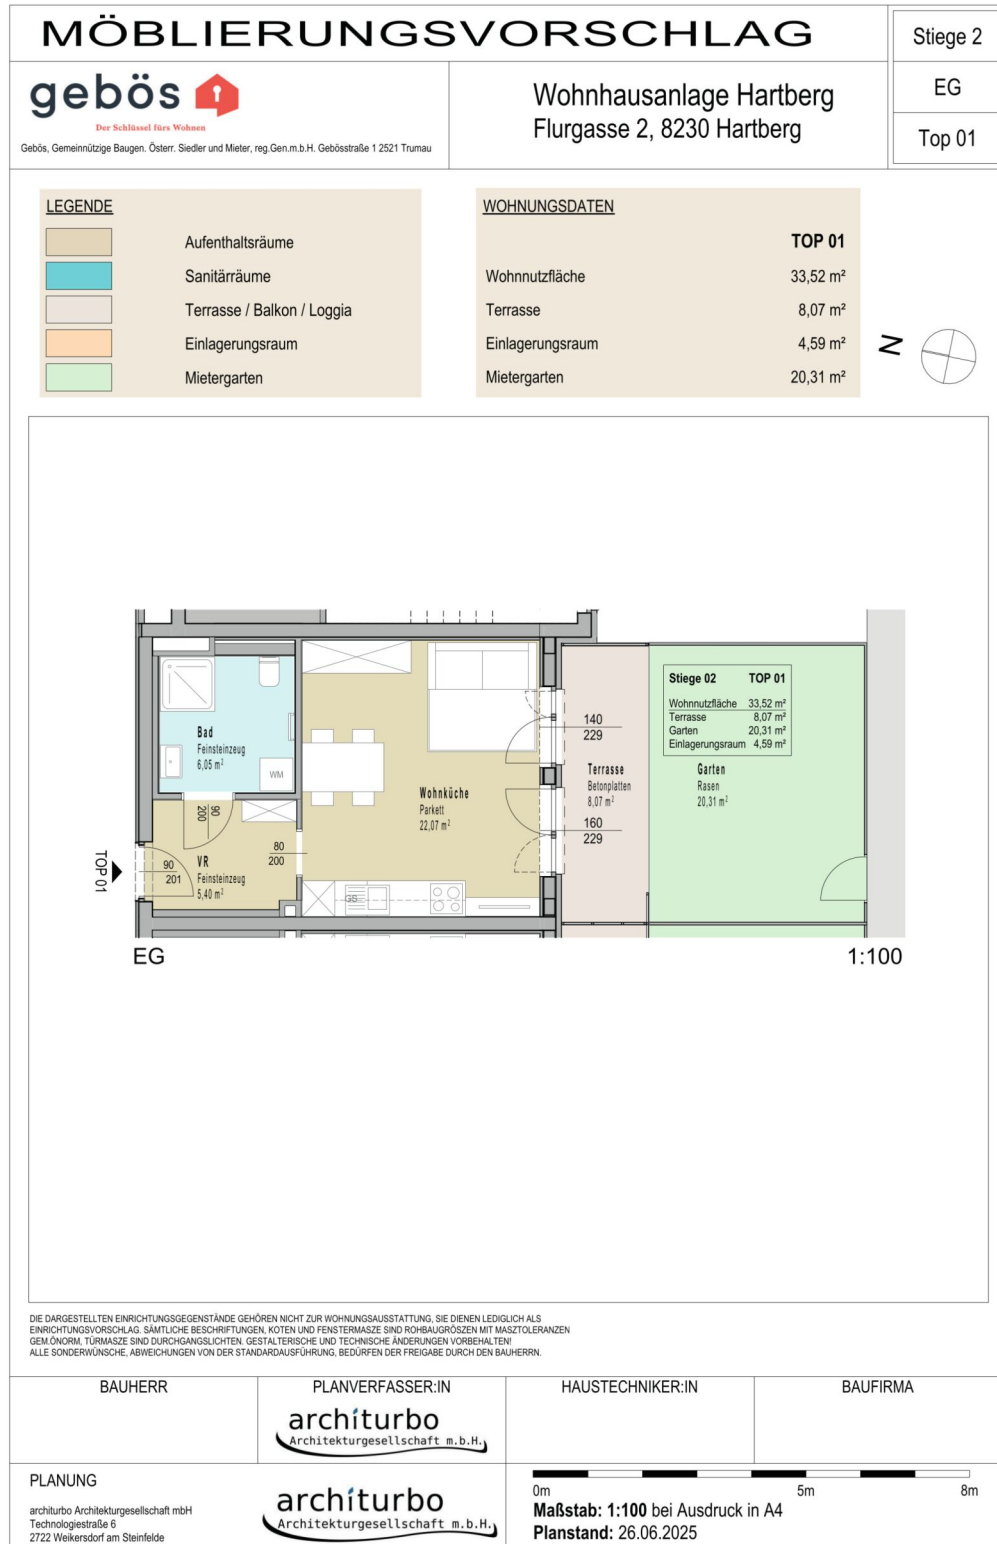 MÖBLIERUNGSVORSCHLAG
Stiege 2
EG
Top 01
gebös
Der Schlüssel fürs Wohnen
Gebös, Gemeinnützige Baugen. Österr. Siedler und Mieter, reg.Gen.m.b.H. Gebösstraße 1 2521 Trumau
Wohnhausanlage Hartberg
Flurgasse 2, 8230 Hartberg
LEGENDE
Aufenthaltsräume
Sanitärräume
Terrasse / Balkon / Loggia
Einlagerungsraum
Mietergarten
WOHNUNGSDATEN
TOP 01
Wohnnutzfläche 33,52 m²
Terrasse 8,07 m²
Einlagerungsraum 4,59 m²
Mietergarten 20,31 m²
N
Stiege 02 TOP 01
Wohnnutzfläche 33,52 m²
Terrasse 8,07 m²
Garten 20,31 m²
Einlagerungsraum 4,59 m²
Bad
Feinsteinzeug
6,05 m²
WM
140
229
Terrasse
Betonplatten
8,07 m²
Garten
Rasen
20,31 m²
Wohnküche
Parkett
22,07 m²
90
200
160
229
80
200
VR
Feinsteinzeug
5,40 m²
90
201
TOP 01
GS
EG
1:100
DIE DARGESTELLTEN EINRICHTUNGSGEGENSTÄNDE GEHÖREN NICHT ZUR WOHNUNGSAUSSTATTUNG, SIE DIENEN LEDIGLICH ALS
EINRICHTUNGSVORSCHLAG. SÄMTLICHE BESCHRIFTUNGEN, KOTEN UND FENSTERMASZE SIND ROHBAUGRÖSZEN MIT MASZTOLERANZEN
GEM.ÖNORM, TÜRMASZE SIND DURCHGANGSLICHTEN. GESTALTERISCHE UND TECHNISCHE ÄNDERUNGEN VORBEHALTEN!
ALLE SONDERWÜNSCHE, ABWEICHUNGEN VON DER STANDARDAUSFÜHRUNG, BEDÜRFEN DER FREIGABE DURCH DEN BAUHERRN.
BAUHERR
PLANVERFASSER:IN
HAUSTECHNIKER:IN
BAUFIRMA
architurbo
Architekturgesellschaft m.b.H.
PLANUNG
architurbo Architekturgesellschaft mbH
Technologiestraße 6
2722 Weikersdorf am Steinfelde
architurbo
Architekturgesellschaft m.b.H.
0m 5m 8m
Maßstab: 1:100 bei Ausdruck in A4
Planstand: 26.06.2025